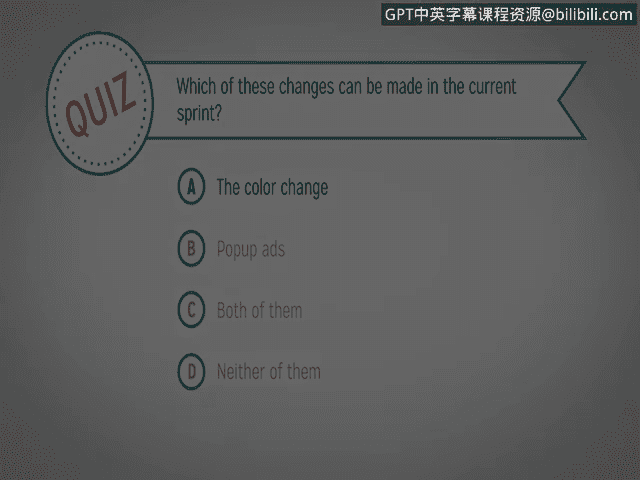 GPT中英字幕课程资源@bilibili.com
QUIZ
Which of these changes can be made in the current
sprint?
A The color change
B Popup ads
C Both of them
D Neither of them